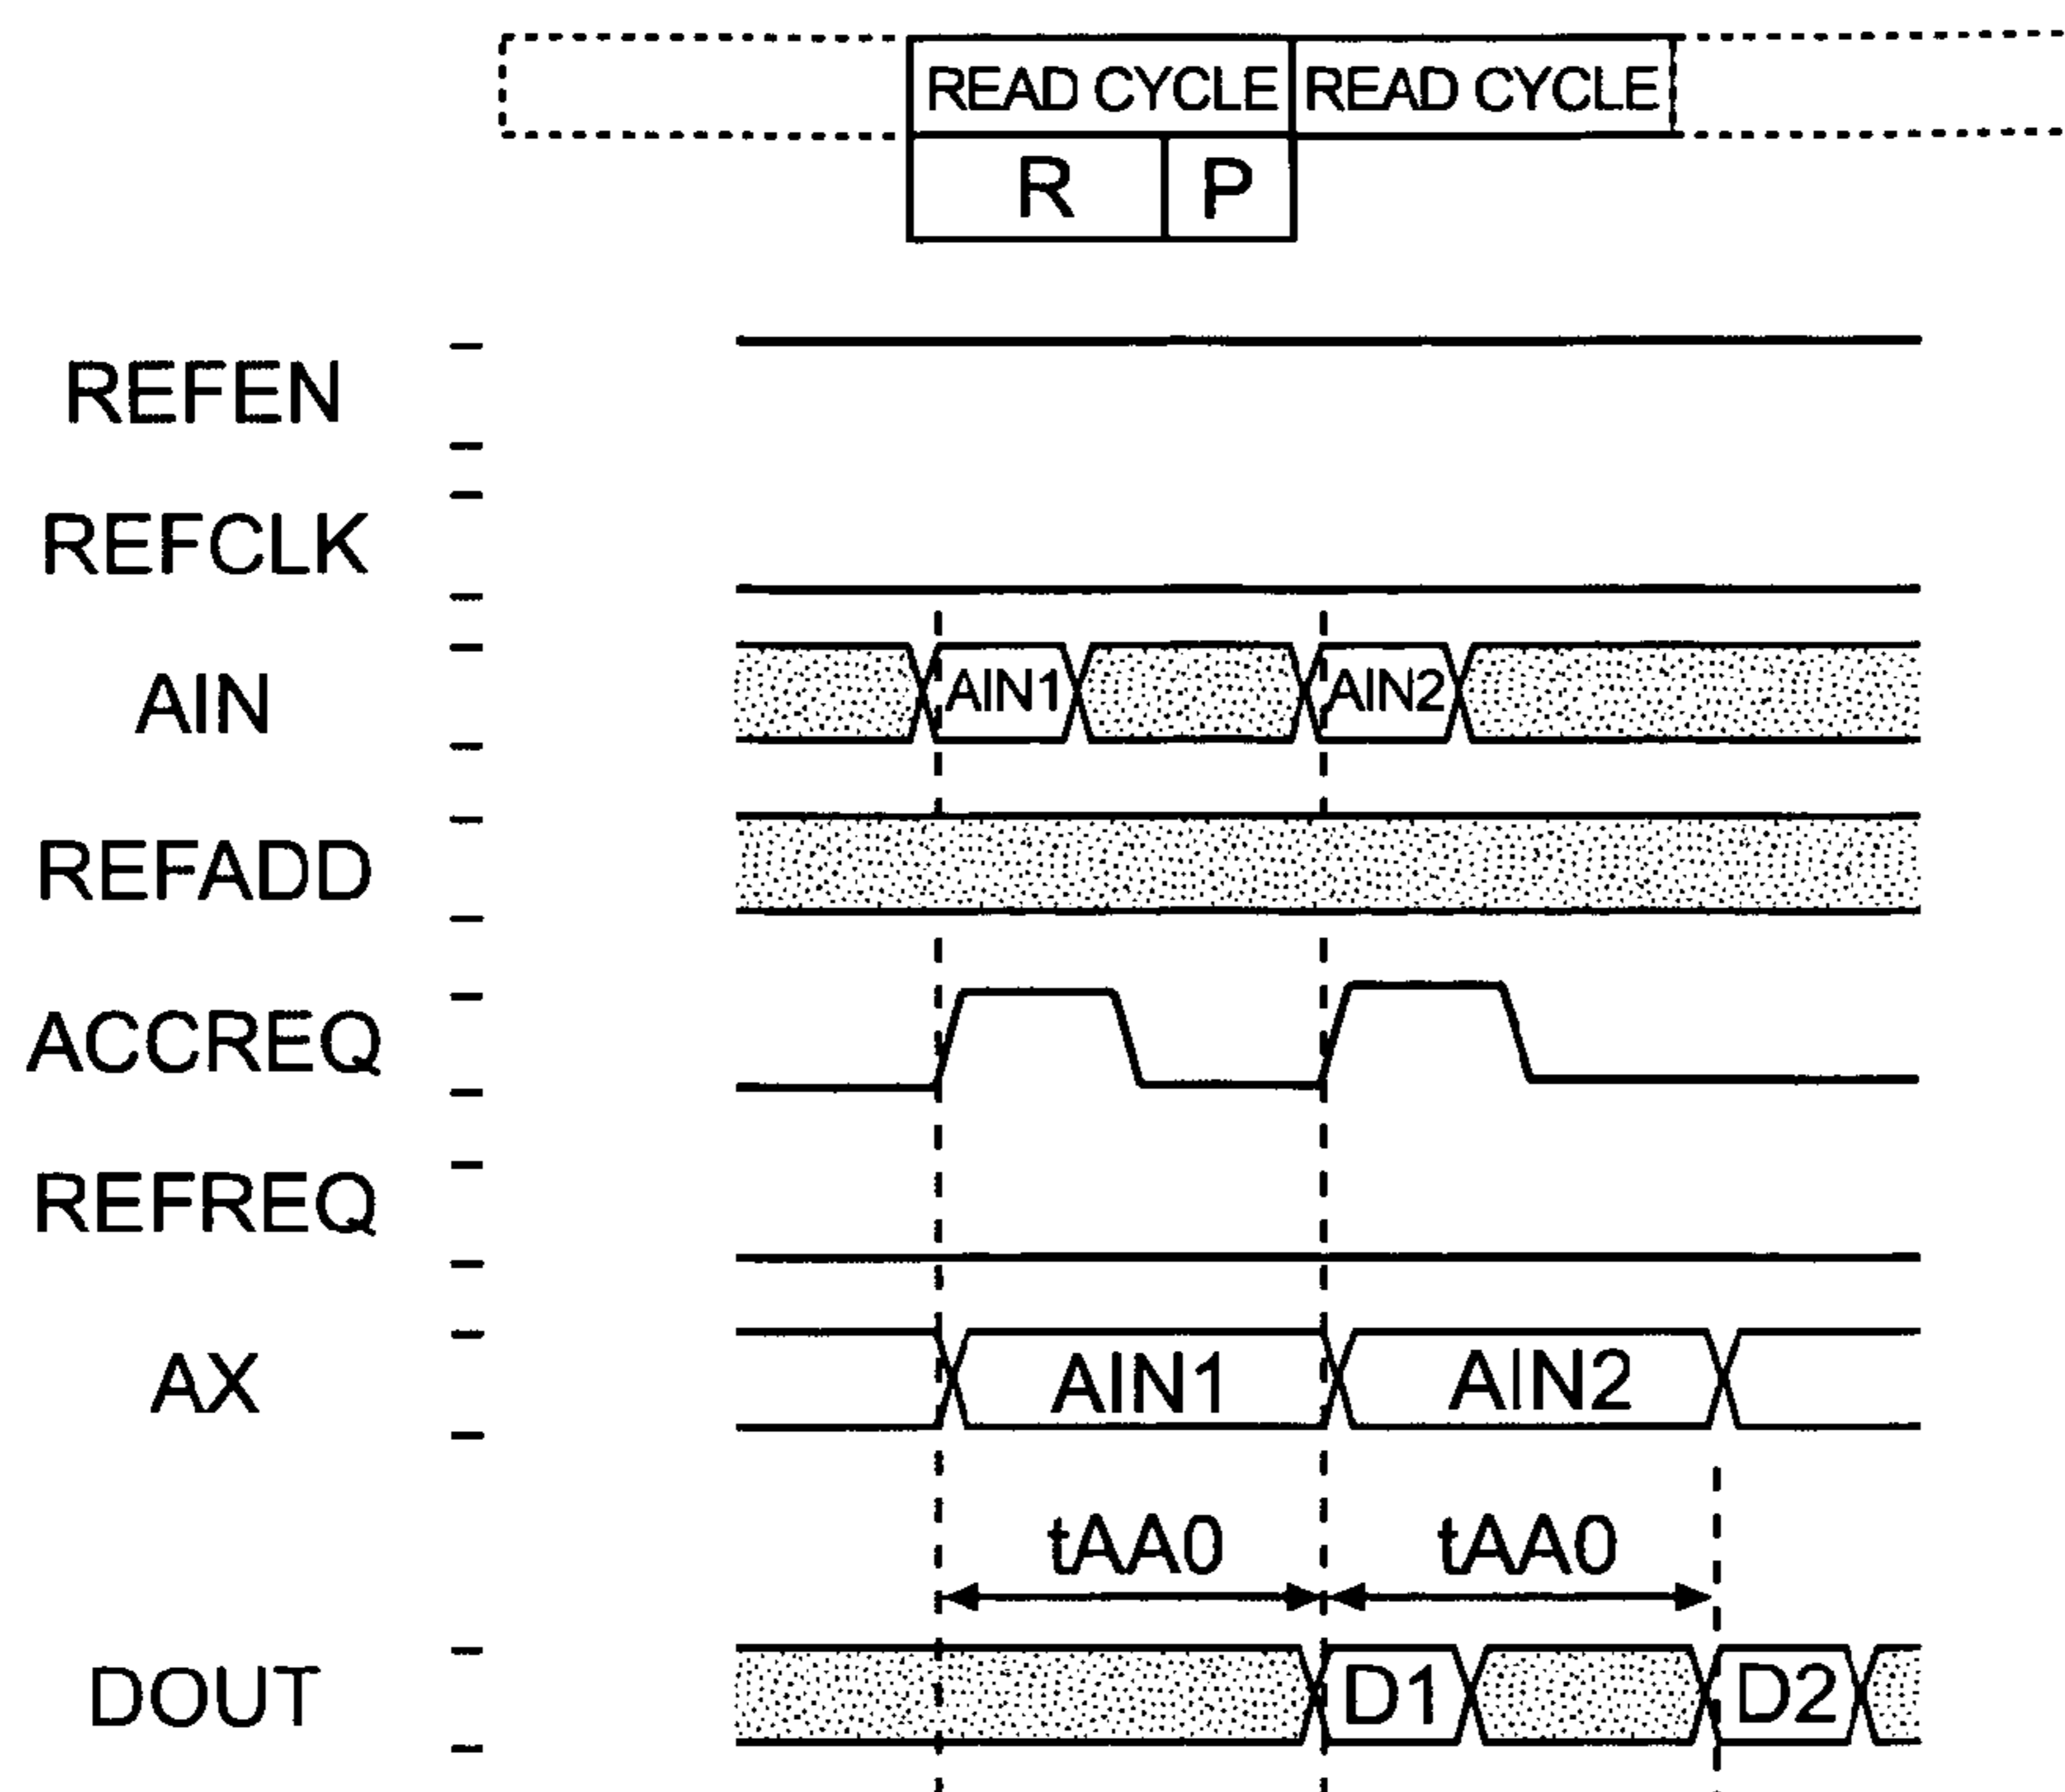 READ CYCLE READ CYCLE
R P
REFEN
REFCLK
AIN AIN1 AIN2
REFADD
ACCREQ
REFREQ
AX AIN1 AIN2
tAA0 tAA0
DOUT D1 D2